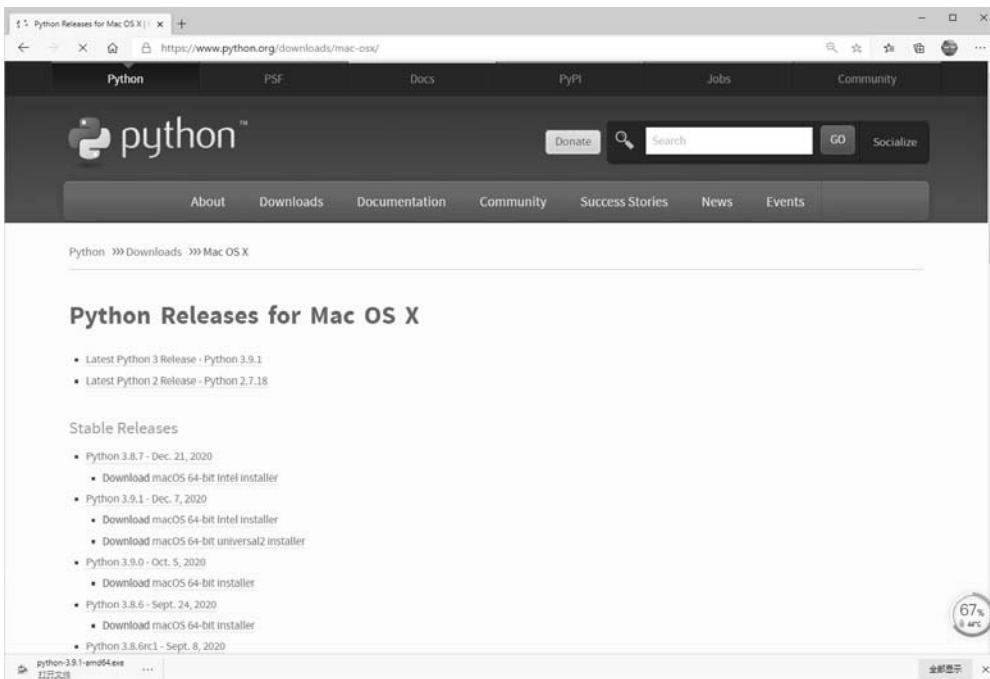 Python Releases for Mac OS X |
https://www.python.org/downloads/mac-osx/
Python PSF Docs PyPI Jobs Community
python™
Donate Search GO Socialize
About Downloads Documentation Community Success Stories News Events
Python >>> Downloads >>> Mac OS X
Python Releases for Mac OS X
Latest Python 3 Release - Python 3.9.1
Latest Python 2 Release - Python 2.7.18
Stable Releases
Python 3.8.7 - Dec. 21, 2020
Download macOS 64-bit Intel installer
Python 3.9.1 - Dec. 7, 2020
Download macOS 64-bit Intel installer
Download macOS 64-bit universal2 installer
Python 3.9.0 - Oct. 5, 2020
Download macOS 64-bit installer
Python 3.8.6 - Sept. 24, 2020
Download macOS 64-bit installer
Python 3.8.6rc1 - Sept. 8, 2020
67%
python-3.9.1-amd64.exe
打开文件
全部显示